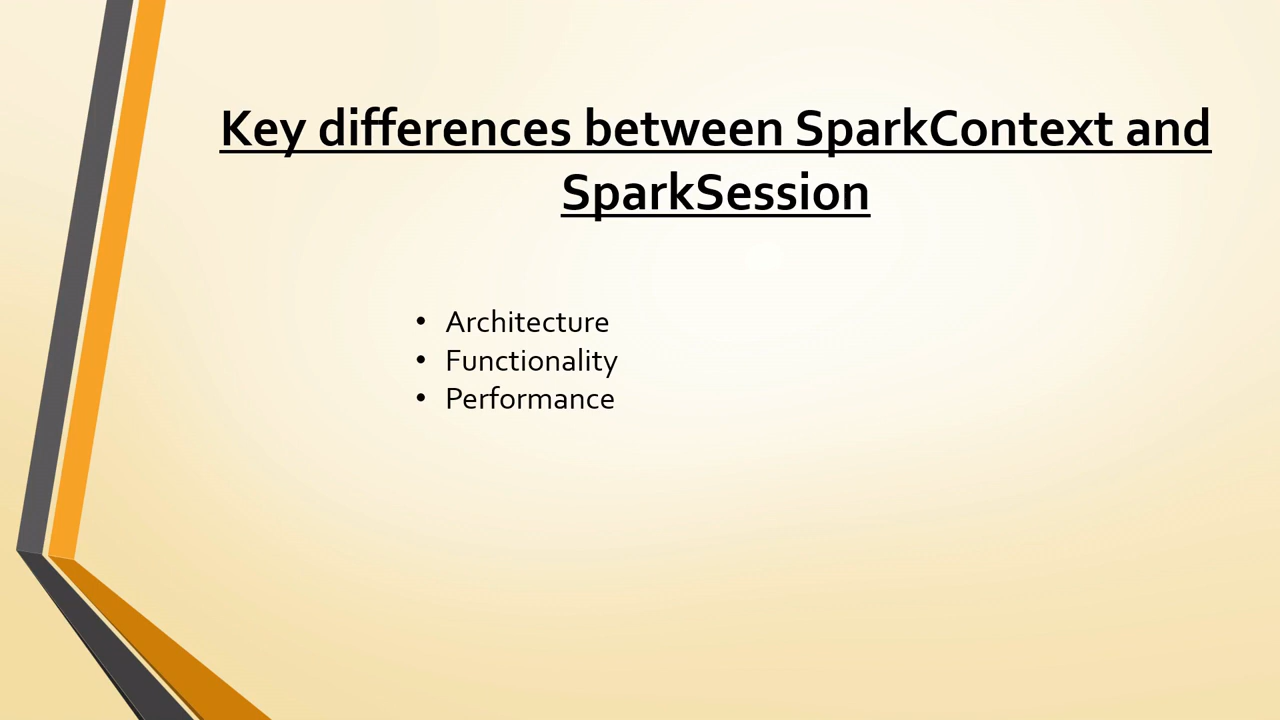 Key differences between SparkContext and
SparkSession
• Architecture
• Functionality
• Performance